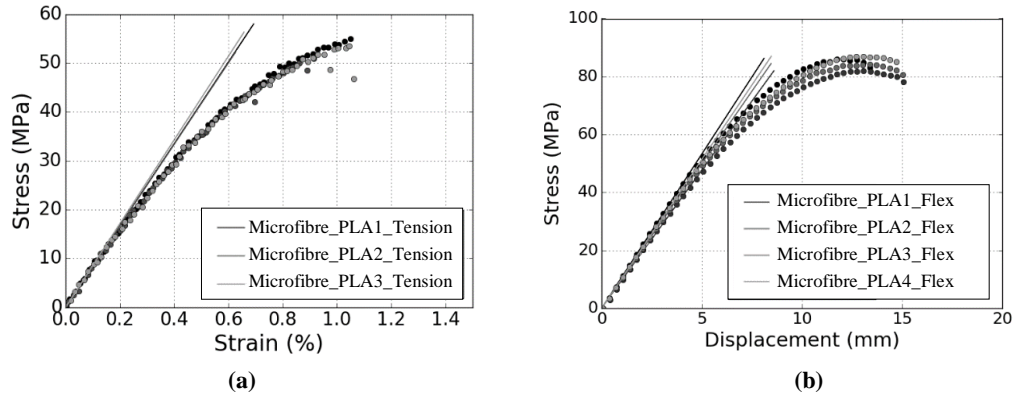 60
50
40
30
20
10
0
0.0 0.2 0.4 0.6 0.8 1.0 1.2 1.4
Stress (MPa)
Strain (%)
Microfibre_PLA1_Tension
Microfibre_PLA2_Tension
Microfibre_PLA3_Tension
(a)
100
80
60
40
20
0
0 5 10 15 20
Stress (MPa)
Displacement (mm)
Microfibre_PLA1_Flex
Microfibre_PLA2_Flex
Microfibre_PLA3_Flex
Microfibre_PLA4_Flex
(b)